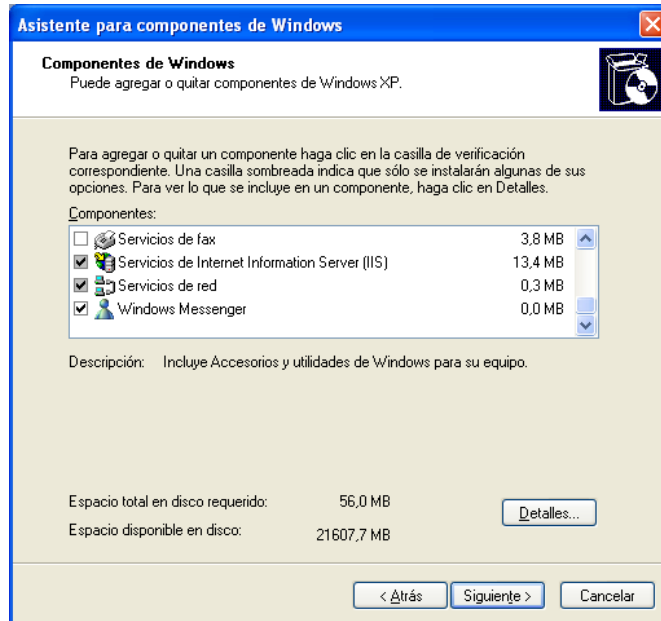 Asistente para componentes de Windows
Componentes de Windows
Puede agregar o quitar componentes de Windows XP.
Para agregar o quitar un componente haga clic en la casilla de verificación
correspondiente. Una casilla sombreada indica que sólo se instalarán algunas de sus
opciones. Para ver lo que se incluye en un componente, haga clic en Detalles.
Componentes:
Servicios de fax 3,8 MB
Servicios de Internet Information Server (IIS) 13,4 MB
Servicios de red 0,3 MB
Windows Messenger 0,0 MB
Descripción: Incluye Accesorios y utilidades de Windows para su equipo.
Espacio total en disco requerido: 56,0 MB
Detalles...
Espacio disponible en disco: 21607,7 MB
< Atrás Siguiente > Cancelar